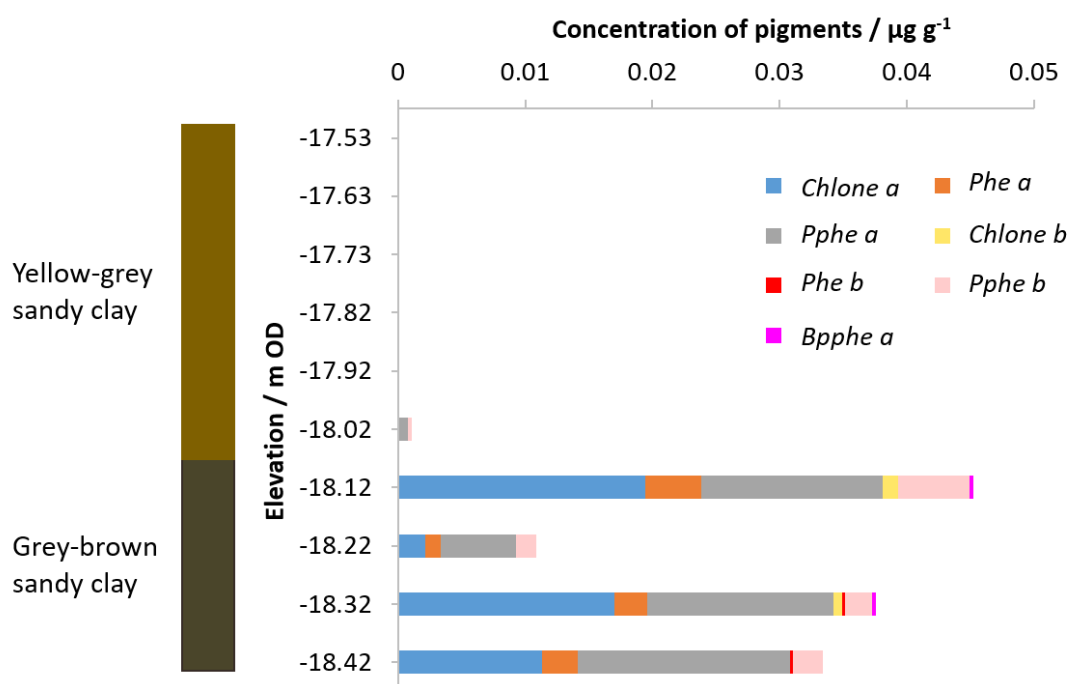 Concentration of pigments / µg g-1
0 0.01 0.02 0.03 0.04 0.05
-17.53
-17.63
-17.73
-17.82
-17.92
-18.02
-18.12
-18.22
-18.32
-18.42
Elevation / m OD
Yellow-grey
sandy clay
Grey-brown
sandy clay
Chlone a Phe a
Pphe a Chlone b
Phe b Pphe b
Bpphe a